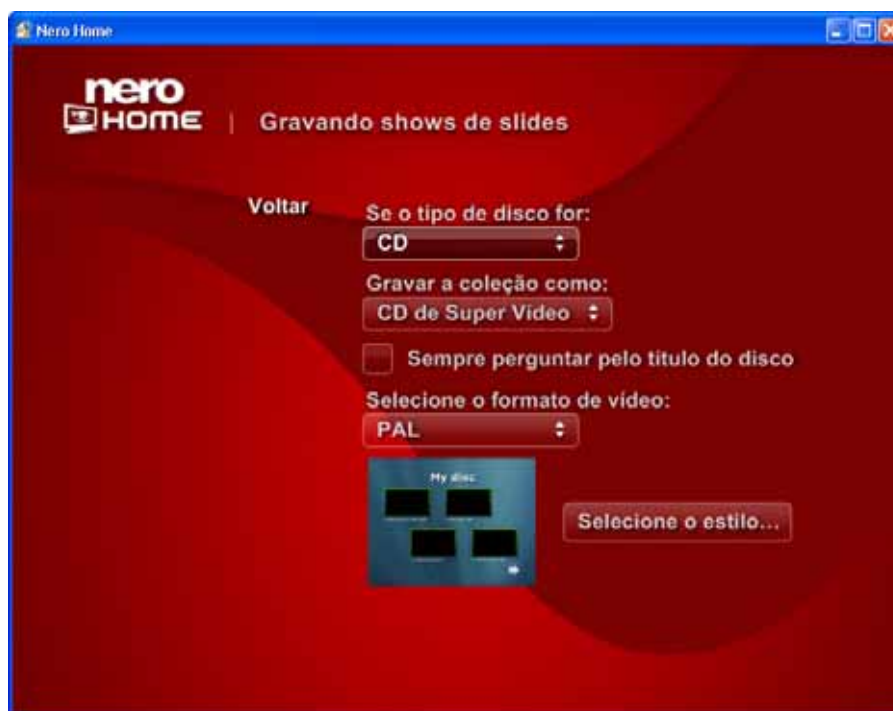 Nero Home
nero
HOME | Gravando shows de slides
Voltar
Se o tipo de disco for:
CD
Gravar a coleção como:
CD de Super Vídeo
Sempre perguntar pelo título do disco
Selecione o formato de vídeo:
PAL
My disc
Selecione o estilo...